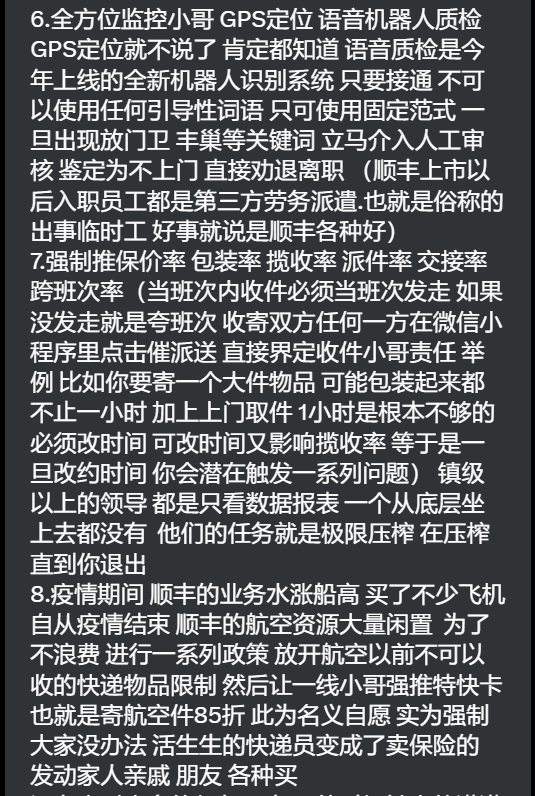 6.全方位监控小哥 GPS定位 语音机器人质检
GPS定位就不说了 肯定都知道 语音质检是今
年上线的全新机器人识别系统 只要接通 不可
以使用任何引导性词语 只可使用固定范式 一
旦出现放门卫 丰巢等关键词 立马介入人工审
核 鉴定为不上门 直接劝退离职 （顺丰上市以
后入职员工都是第三方劳务派遣.也就是俗称的
出事临时工 好事就说是顺丰各种好）
7.强制推保价率 包装率 揽收率 派件率 交接率
跨班次率（当班次内收件必须当班次发走 如果
没发走就是夸班次 收寄双方任何一方在微信小
程序里点击催派送 直接界定收件小哥责任 举
例 比如你要寄一个大件物品 可能包装起来都
不止一小时 加上上门取件 1小时是根本不够的
必须改时间 可改时间又影响揽收率 等于是一
旦改约时间 你会潜在触发一系列问题） 镇级
以上的领导 都是只看数据报表 一个从底层坐
上去都没有 他们的任务就是极限压榨 在压榨
直到你退出
8.疫情期间 顺丰的业务水涨船高 买了不少飞机
自从疫情结束 顺丰的航空资源大量闲置 为了
不浪费 进行一系列政策 放开航空以前不可以
收的快递物品限制 然后让一线小哥强推特快卡
也就是寄航空件85折 此为名义自愿 实为强制
大家没办法 活生生的快递员变成了卖保险的
发动家人亲戚 朋友 各种买